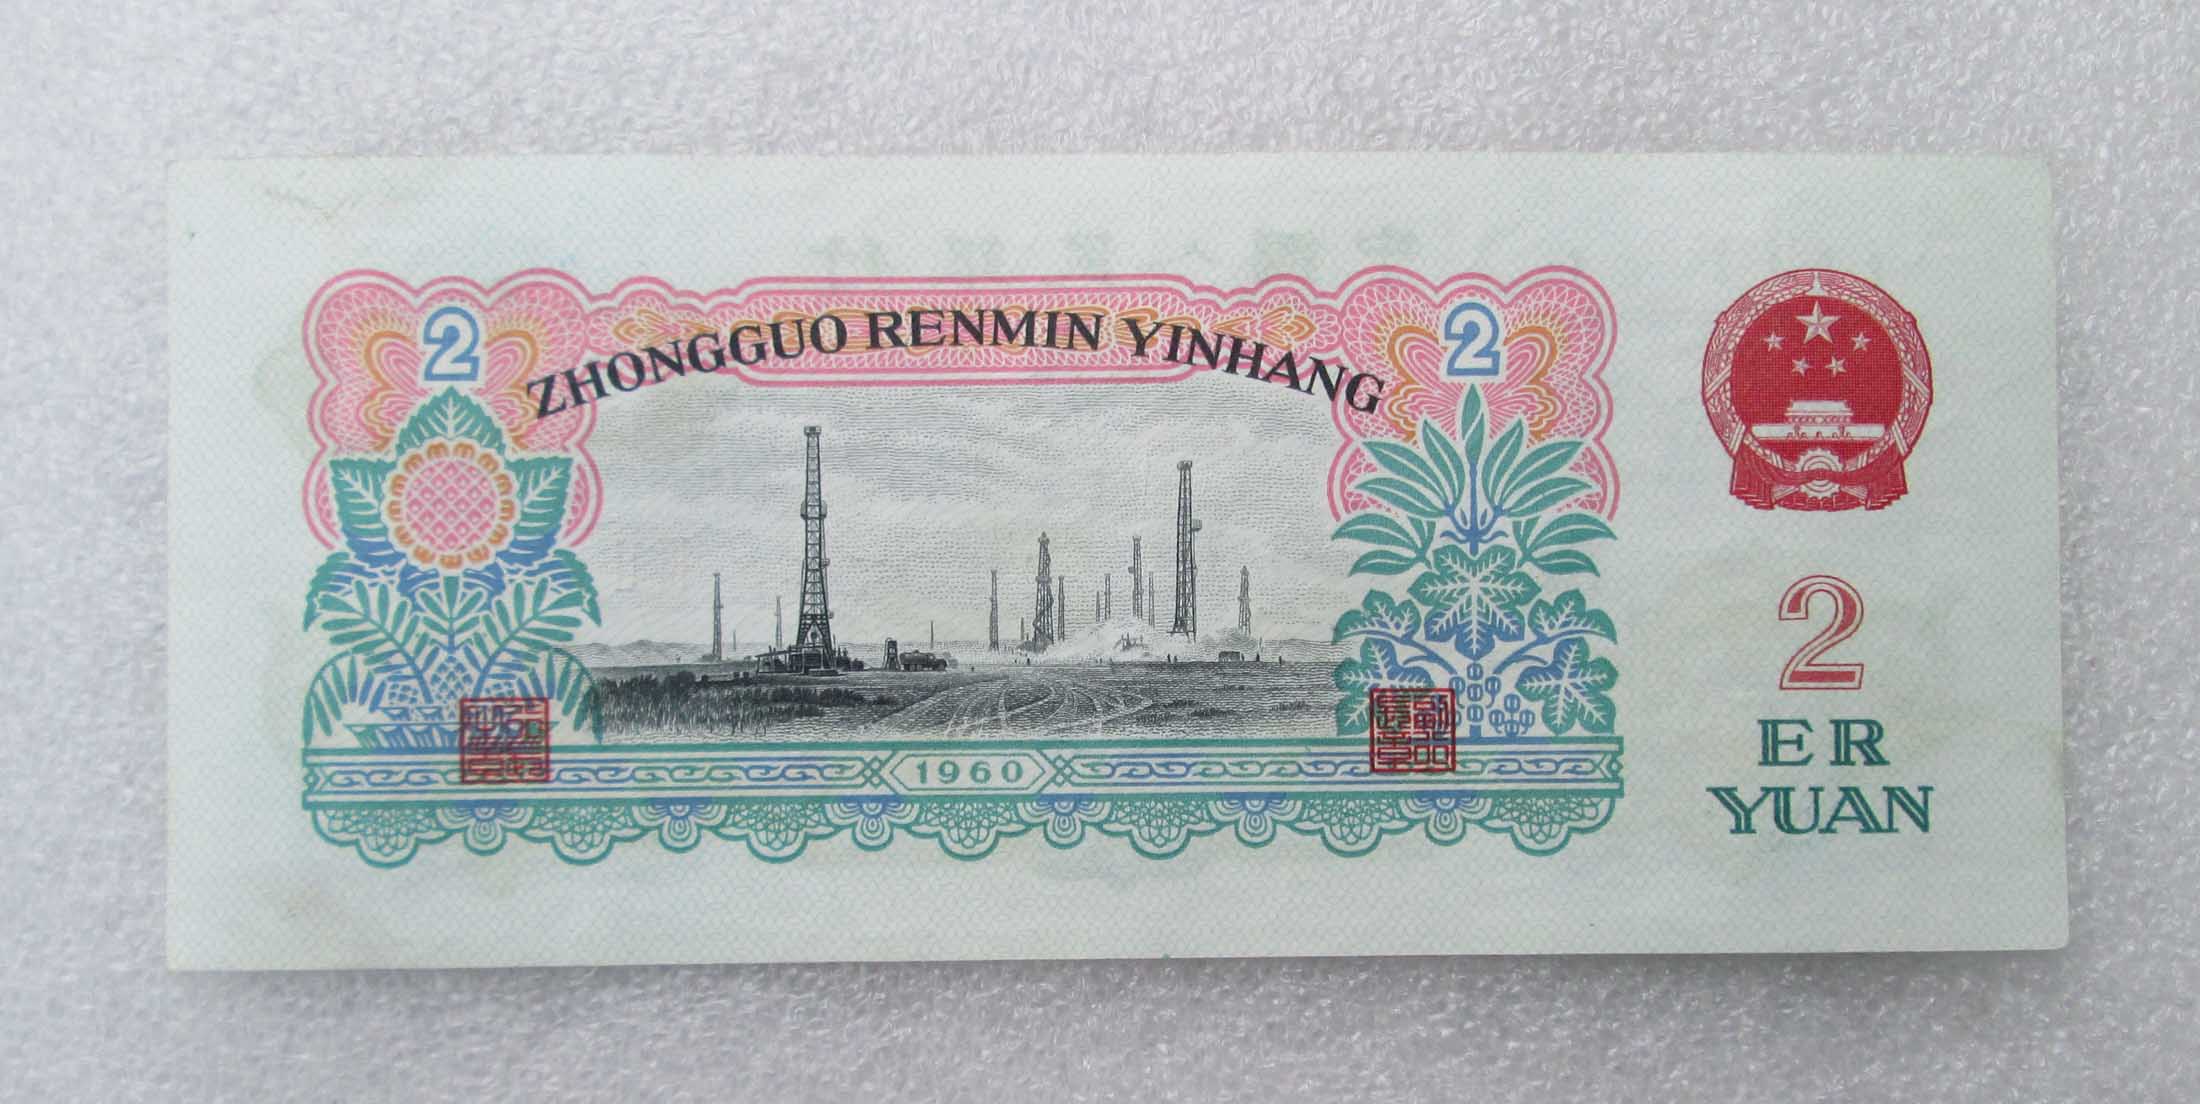 2
2
ZHONGGUO RENMIN YINHANG
2
ER
YUAN
1960